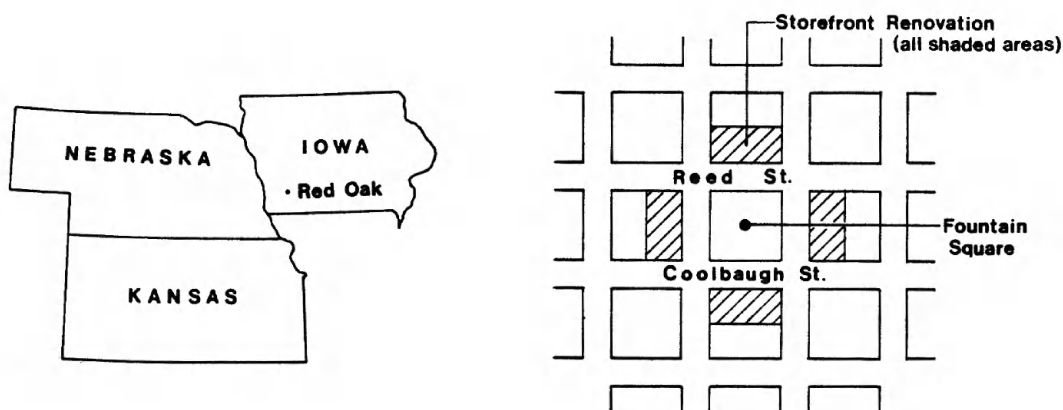 NEBRASKA
IOWA
• Red Oak
KANSAS
Storefront Renovation
(all shaded areas)
Reed St.
Fountain
Square
Coolbaugh St.